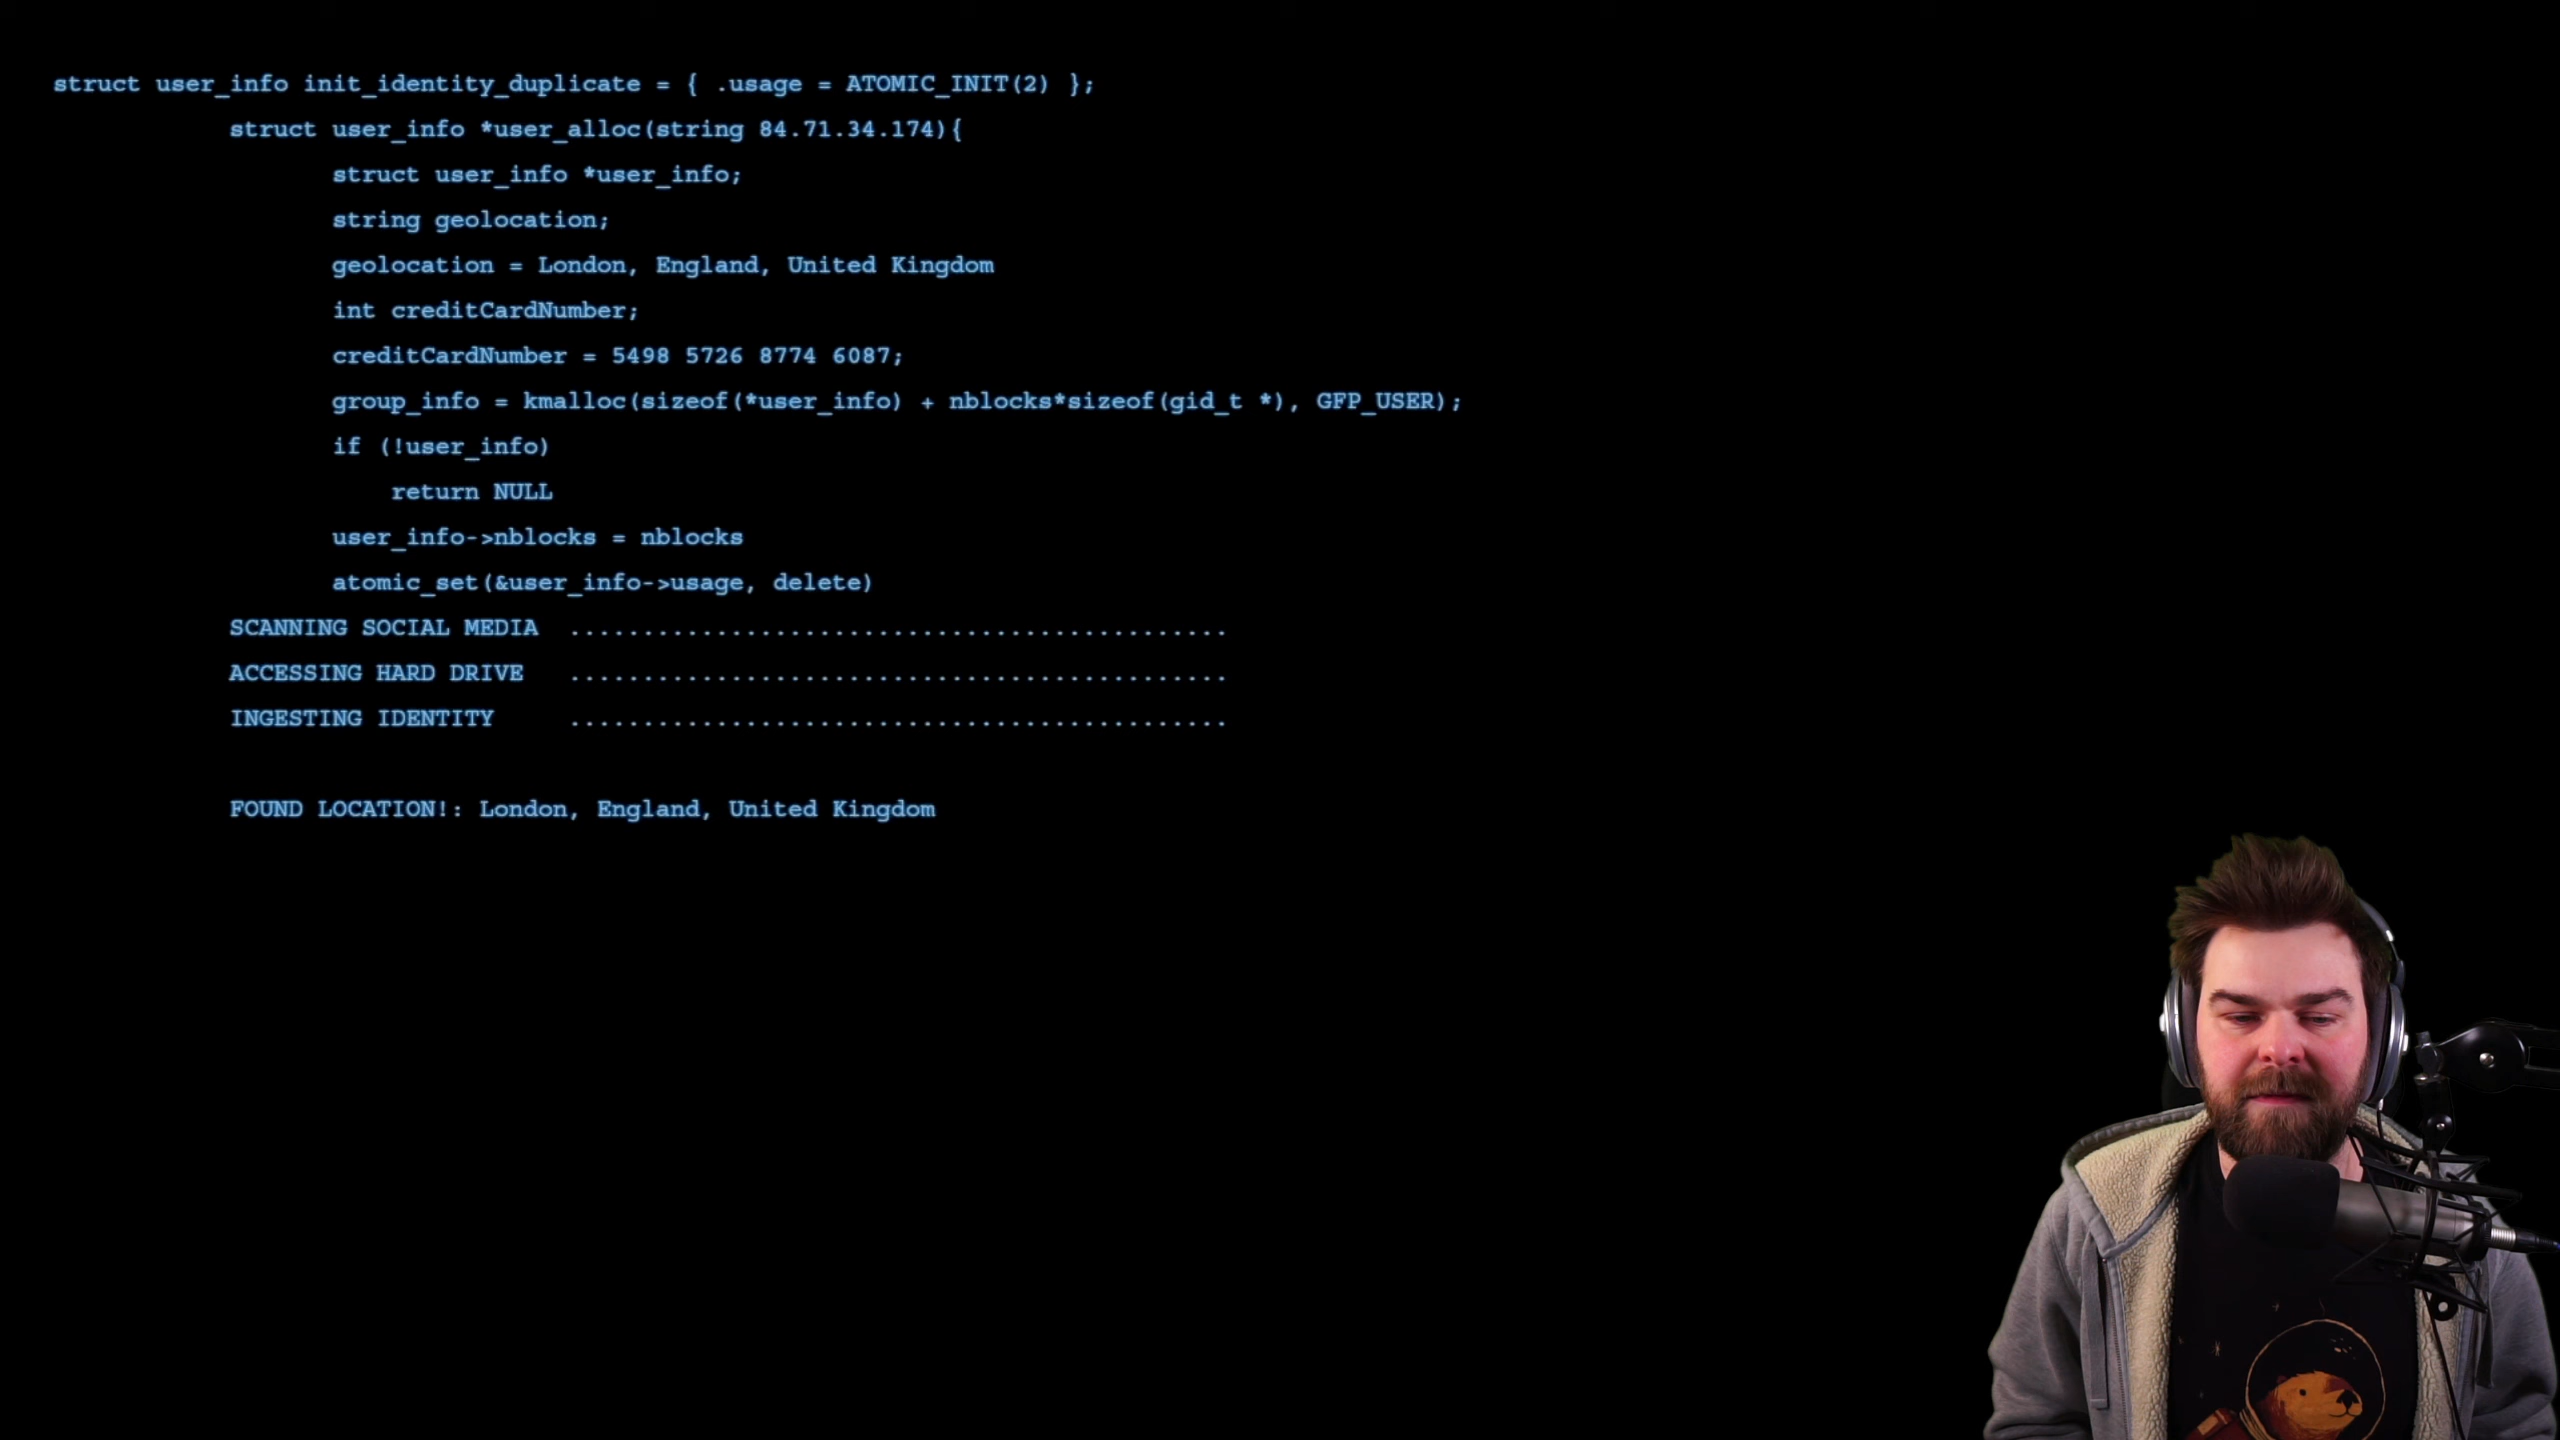 struct user_info init_identity_duplicate = { .usage = ATOMIC_INIT(2) };
struct user_info *user_alloc(string 84.71.34.174){
struct user_info *user_info;
string geolocation;
geolocation = London, England, United Kingdom
int creditCardNumber;
creditCardNumber = 5498 5726 8774 6087;
group_info = kmalloc(sizeof(*user_info) + nblocks*sizeof(gid_t *), GFP_USER);
if (!user_info)
return NULL
user_info->nblocks = nblocks
atomic_set(&user_info->usage, delete)
SCANNING SOCIAL MEDIA .............................................
ACCESSING HARD DRIVE .............................................
INGESTING IDENTITY .............................................
FOUND LOCATION!: London, England, United Kingdom